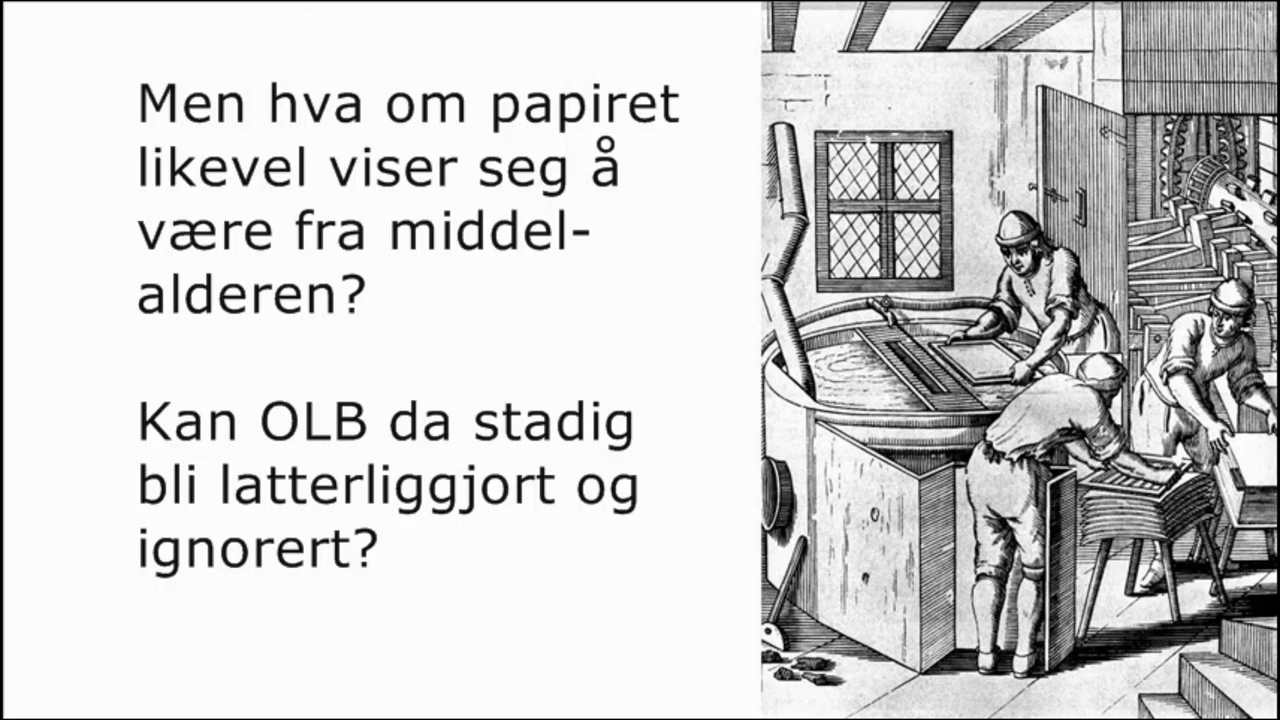 Men hva om papiret
likevel viser seg å
være fra middel-
alderen?
Kan OLB da stadig
bli latterliggjort og
ignorert?